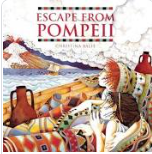 ESCAPE FROM
POMPEII
CHRISTINA BALIT